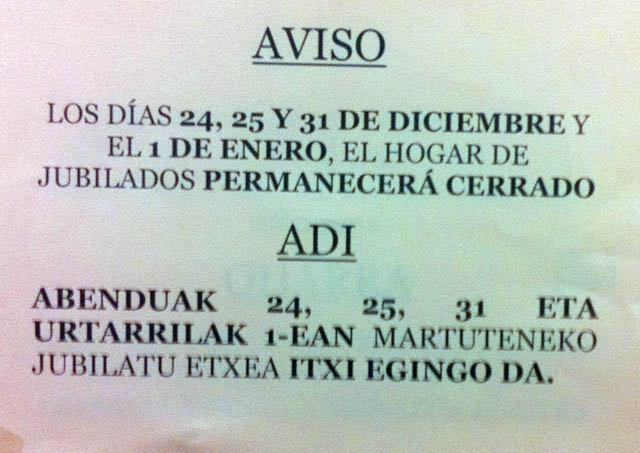 AVISO
LOS DÍAS 24, 25 Y 31 DE DICIEMBRE Y
EL 1 DE ENERO, EL HOGAR DE
JUBILADOS PERMANECERÁ CERRADO
ADI
ABENDUAK 24, 25, 31 ETA
URTARRILAK 1-EAN MARTUTENEKO
JUBILATU ETXEA ITXI EGINGO DA.